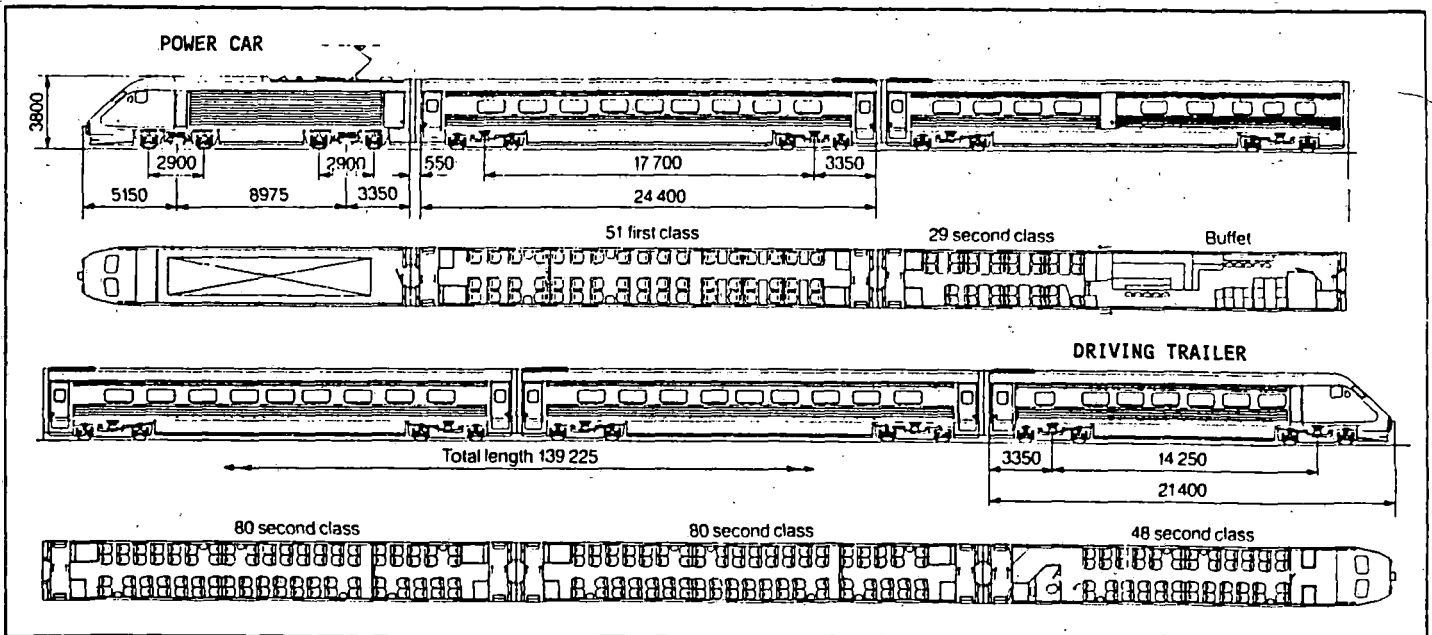 POWER CAR
3800
2900
2900
550
17 700
3350
5150
8975
3350
24 400
51 first class
29 second class
Buffet
DRIVING TRAILER
Total length 139 225
3350
14 250
21 400
80 second class
80 second class
48 second class